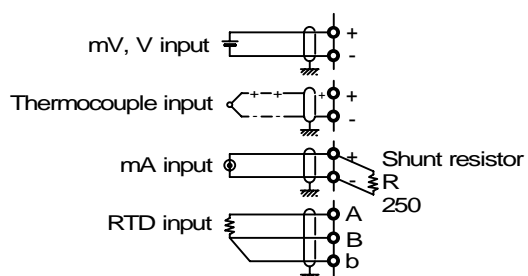 mV, V input
+
-
Thermocouple input
+ + + +
- - -
mA input
+
-
Shunt resistor
R
250
RTD input
A
B
b